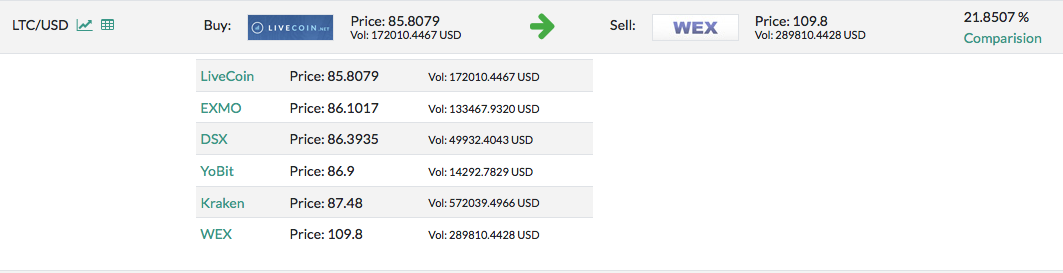 LTC/USD Buy: LIVECOIN.NET Price: 85.8079 Sell: WEX Price: 109.8 21.8507 %
Vol: 172010.4467 USD Vol: 289810.4428 USD Comparision
LiveCoin Price: 85.8079 Vol: 172010.4467 USD
EXMO Price: 86.1017 Vol: 133467.9320 USD
DSX Price: 86.3935 Vol: 49932.4043 USD
YoBit Price: 86.9 Vol: 14292.7829 USD
Kraken Price: 87.48 Vol: 572039.4966 USD
WEX Price: 109.8 Vol: 289810.4428 USD